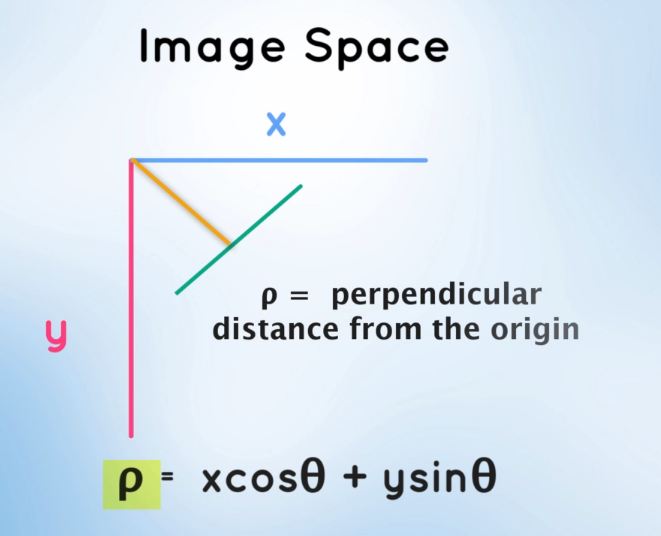 Image Space
x
ρ = perpendicular
distance from the origin
y
ρ = xcosθ + ysinθ